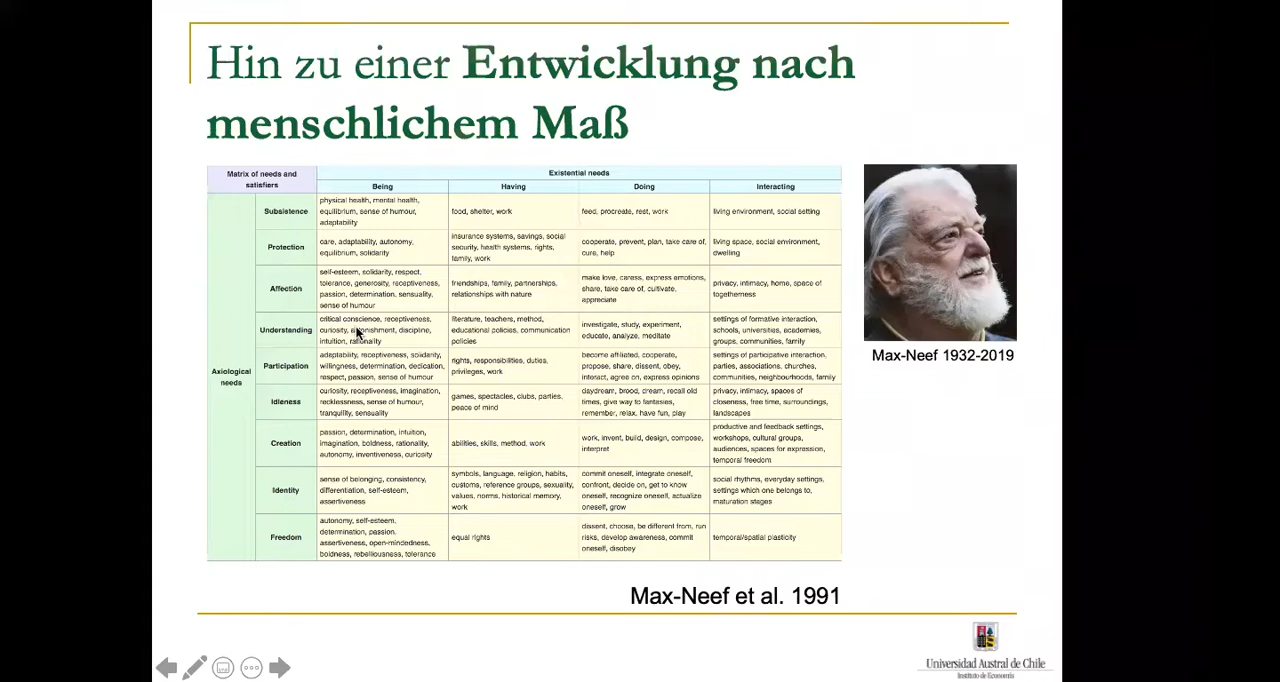 Hin zu einer Entwicklung nach
menschlichem Maß
Matrix of needs and
satisfiers
Existential needs
Being
Having
Doing
Interacting
Axiological
needs
Subsistence
physical health, mental health,
equilibrium, sense of humour,
adaptability
food, shelter, work
feed, procreate, rest, work
living environment, social setting
Protection
care, adaptability, autonomy,
equilibrium, solidarity
insurance systems, savings, social
security, health systems, rights,
family, work
cooperate, prevent, plan, take care of,
cure, help
living space, social environment,
dwelling
Affection
self-esteem, solidarity, respect,
tolerance, generosity, receptiveness,
passion, determination, sensuality,
sense of humour
friendships, family, partnerships,
relationships with nature
make love, caress, express emotions,
share, take care of, cultivate,
appreciate
privacy, intimacy, home, space of
togetherness
Understanding
critical conscience, receptiveness,
curiosity, astonishment, discipline,
intuition, rationality
literature, teachers, method,
educational policies, communication
policies
investigate, study, experiment,
educate, analyze, meditate
settings of formative interaction,
schools, universities, academies,
groups, communities, family
Participation
adaptability, receptiveness, solidarity,
willingness, determination, dedication,
respect, passion, sense of humour
rights, responsibilities, duties,
privileges, work
become affiliated, cooperate,
propose, share, dissent, obey,
interact, agree on, express opinions
settings of participative interaction,
parties, associations, churches,
communities, neighbourhoods, family
Idleness
curiosity, receptiveness, imagination,
recklessness, sense of humour,
tranquility, sensuality
games, spectacles, clubs, parties,
peace of mind
daydream, brood, dream, recall old
times, give way to fantasies,
remember, relax, have fun, play
privacy, intimacy, spaces of
closeness, free time, surroundings,
landscapes
Creation
passion, determination, intuition,
imagination, boldness, rationality,
autonomy, inventiveness, curiosity
abilities, skills, method, work
work, invent, build, design, compose,
interpret
productive and feedback settings,
workshops, cultural groups,
audiences, spaces for expression,
temporal freedom
Identity
sense of belonging, consistency,
differentiation, self-esteem,
assertiveness
symbols, language, religion, habits,
customs, reference groups, sexuality,
values, norms, historical memory,
work
commit oneself, integrate oneself,
confront, decide on, get to know
oneself, recognize oneself, actualize
oneself, grow
social rhythms, everyday settings,
settings which one belongs to,
maturation stages
Freedom
autonomy, self-esteem,
determination, passion,
assertiveness, open-mindedness,
boldness, rebelliousness, tolerance
equal rights
dissent, choose, be different from, run
risks, develop awareness, commit
oneself, disobey
temporal/spatial plasticity
Max-Neef 1932-2019
Max-Neef et al. 1991
Universidad Austral de Chile
Instituto de Economía